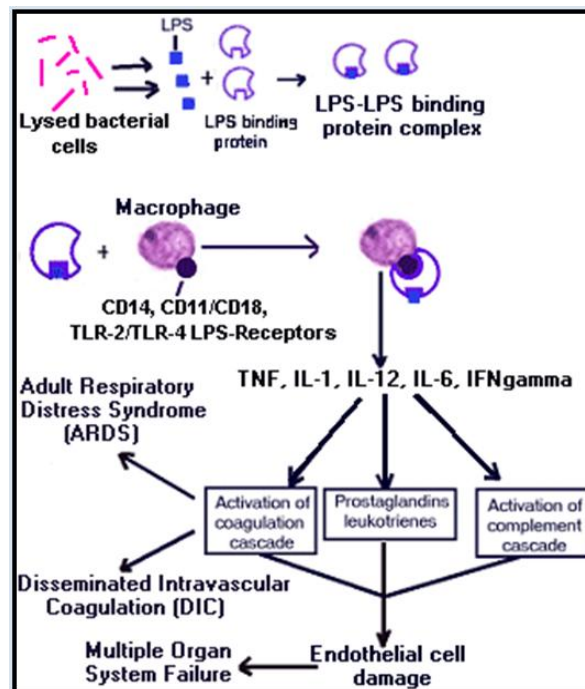 LPS
Lysed bacterial
cells
+
LPS binding
protein
LPS-LPS binding
protein complex
Macrophage
+
CD14, CD11/CD18,
TLR-2/TLR-4 LPS-Receptors
TNF, IL-1, IL-12, IL-6, IFNgamma
Adult Respiratory
Distress Syndrome
(ARDS)
Activation of
coagulation
cascade
Prostaglandins
leukotrienes
Activation of
complement
cascade
Disseminated Intravascular
Coagulation (DIC)
Multiple Organ
System Failure
Endothelial cell
damage